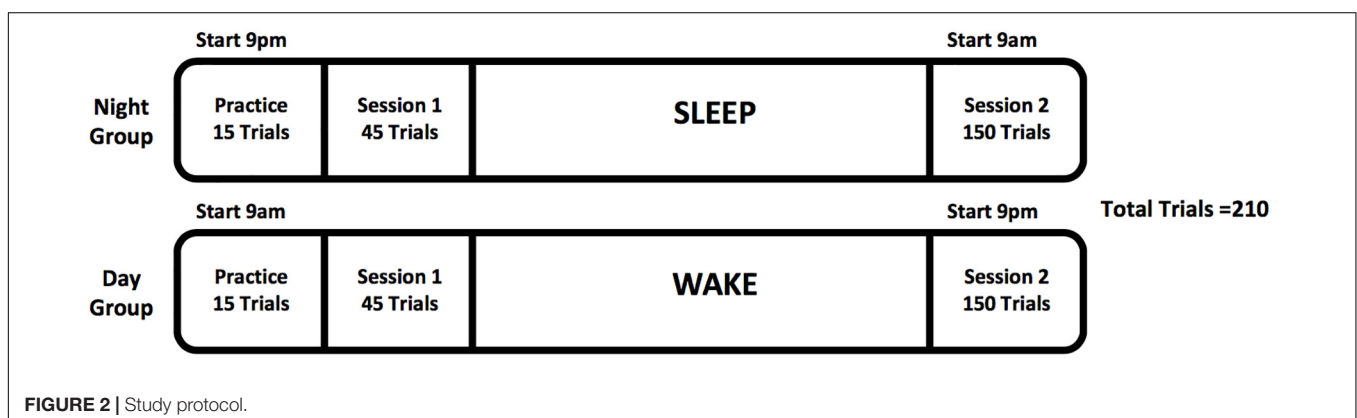 Start 9pm
Start 9am
Night
Group
Practice
15 Trials
Session 1
45 Trials
SLEEP
Session 2
150 Trials
Start 9am
Start 9pm
Total Trials =210
Day
Group
Practice
15 Trials
Session 1
45 Trials
WAKE
Session 2
150 Trials
FIGURE 2 | Study protocol.